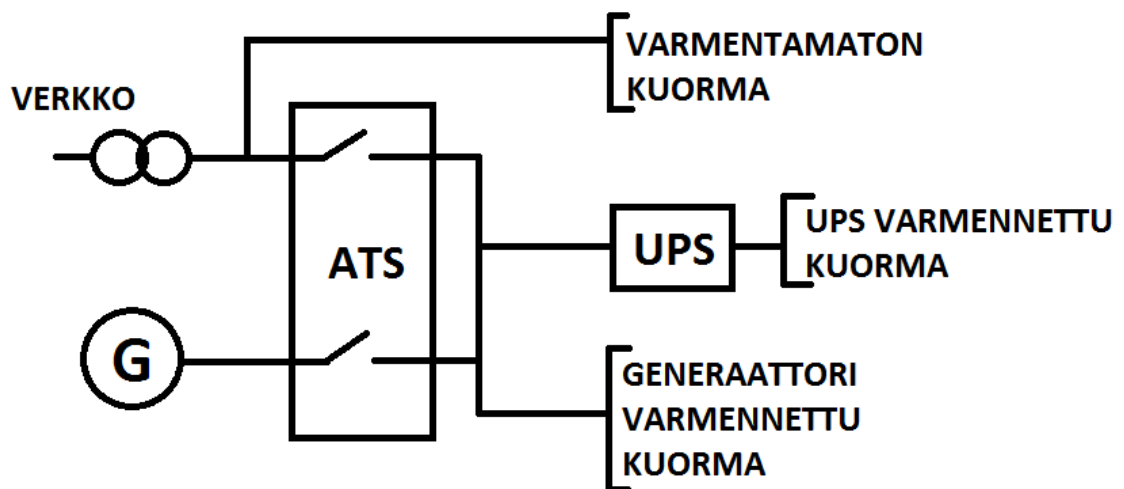 VARMENTAMATON
KUORMA
VERKKO
ATS
UPS
UPS VARMENNETTU
KUORMA
G
GENERAATTORI
VARMENNETTU
KUORMA